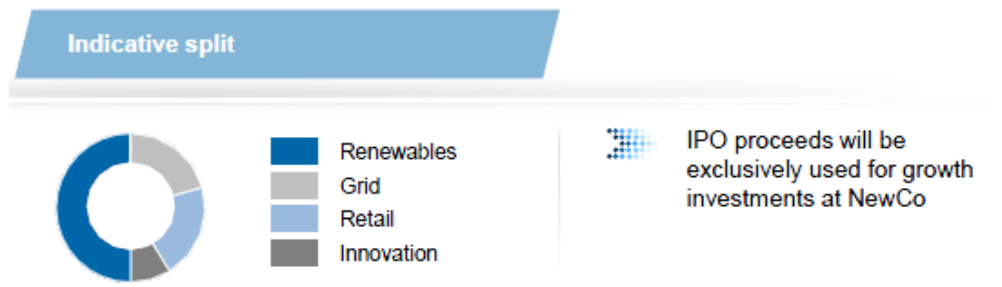 Indicative split
Renewables
Grid
Retail
Innovation
IPO proceeds will be
exclusively used for growth
investments at NewCo